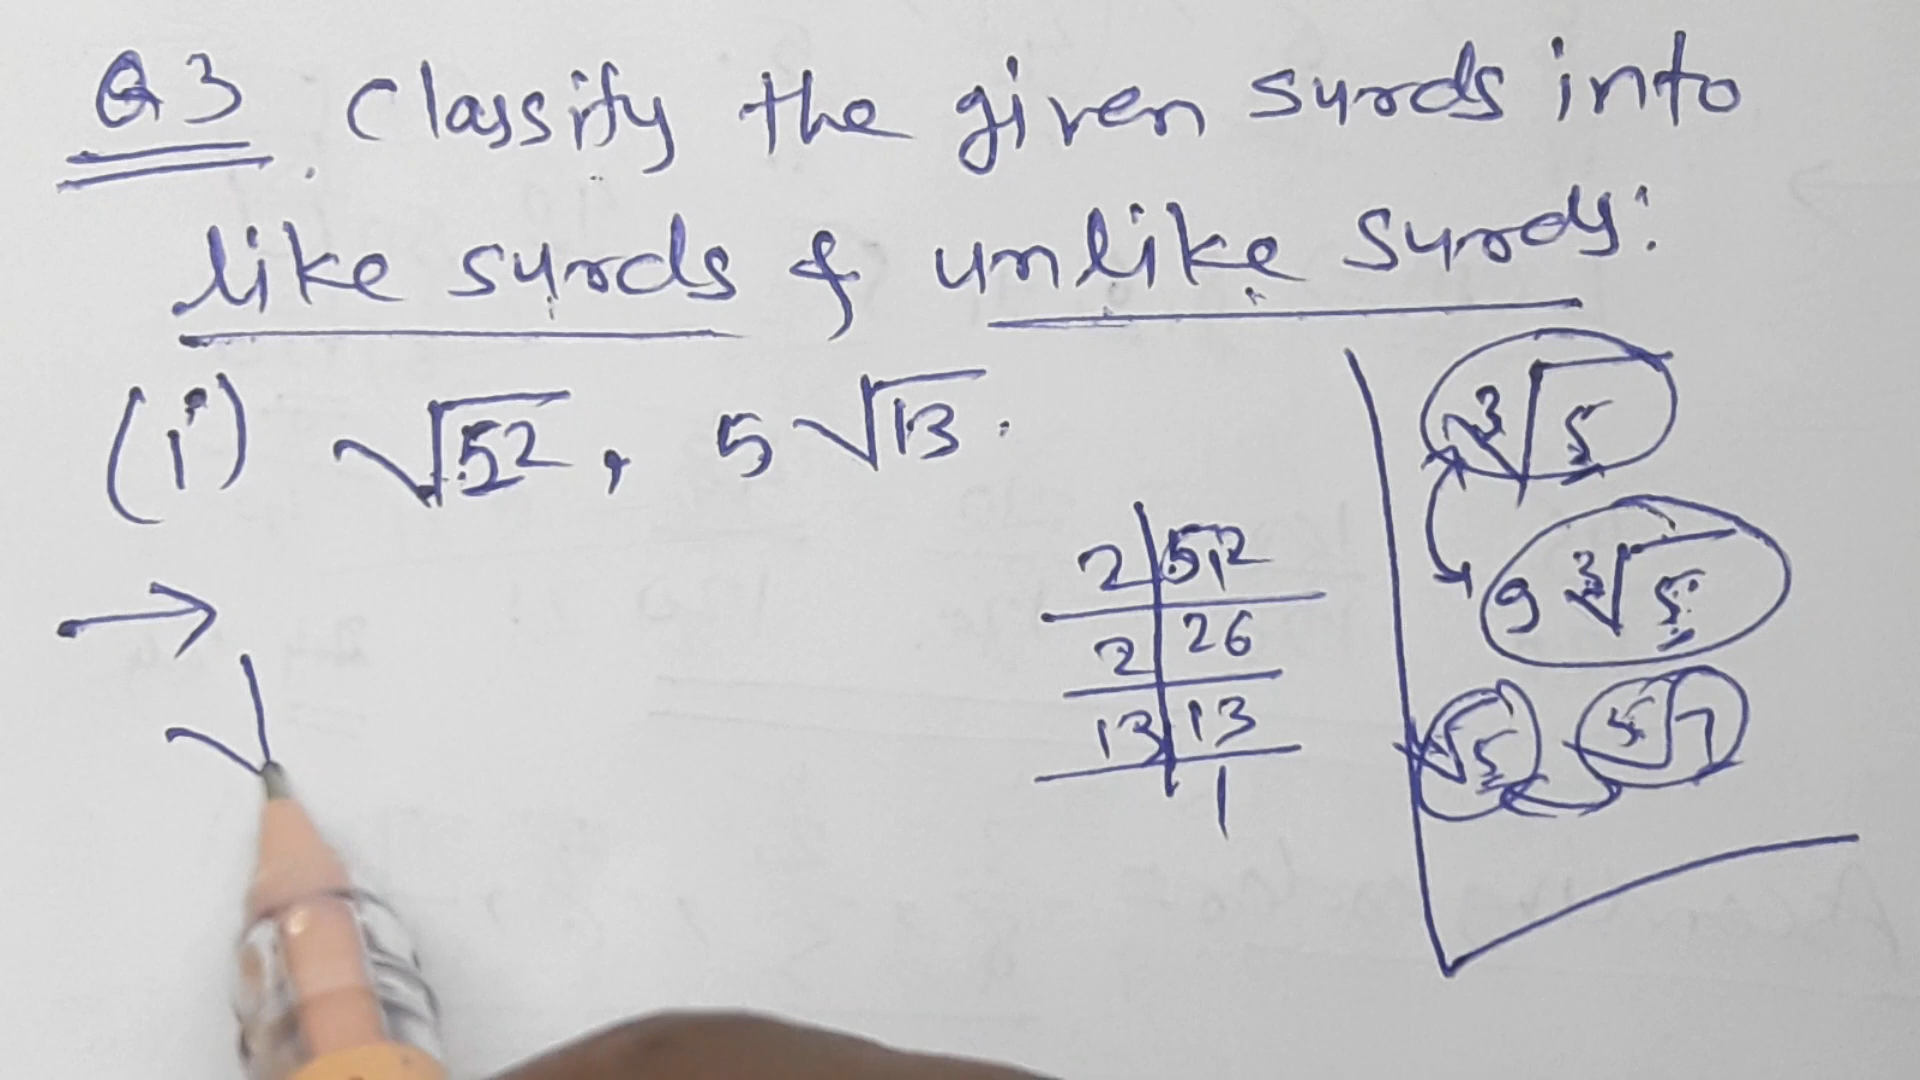 Q3. Classify the given surds into
like surds & unlike surds:
(i) √52, 5√13.
2|52
2|26
13|13
1
∛5
9∛5
√5 5√7